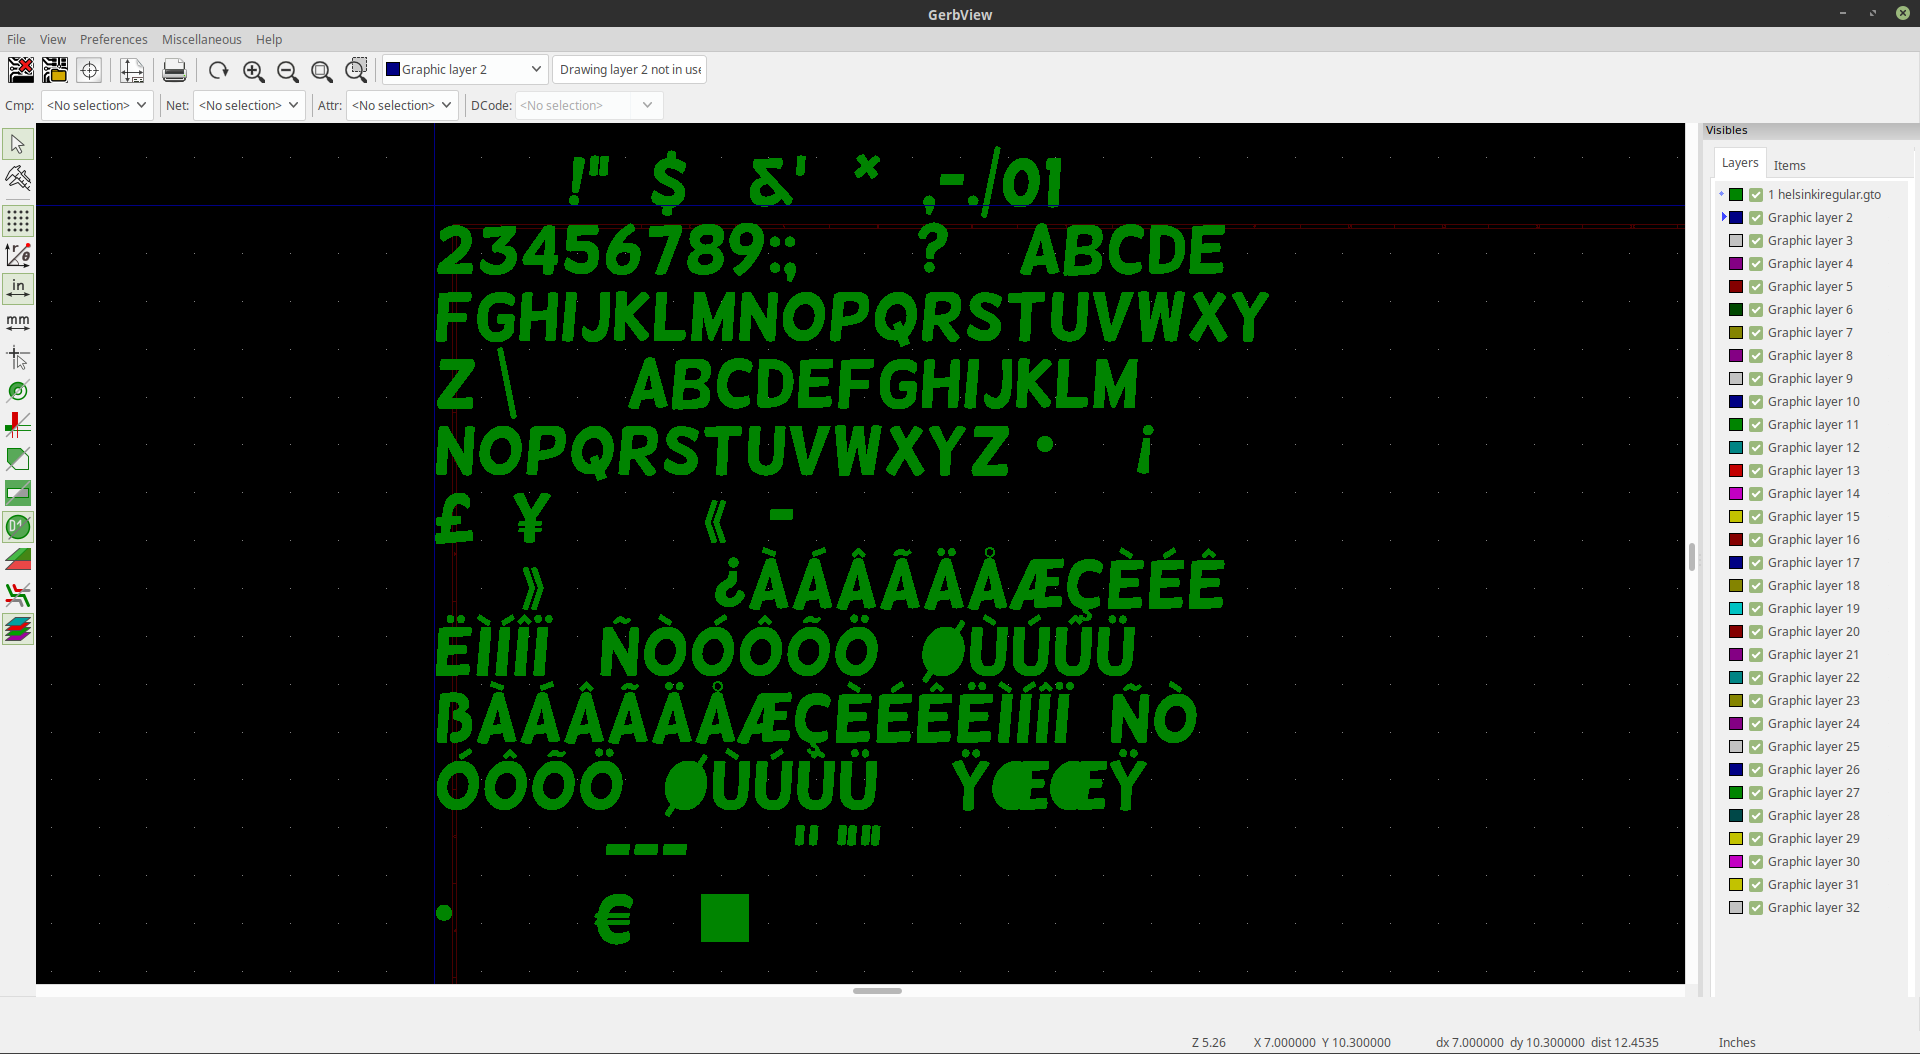 GerbView
File View Preferences Miscellaneous Help
Graphic layer 2 Drawing layer 2 not in use
Cmp: <No selection> Net: <No selection> Attr: <No selection> DCode: <No selection>
in
mm
!" $ &' * ,-./01
23456789:; ? ABCDE
FGHIJKLMNOPQRSTUVWXY
Z \ ABCDEFGHIJKLM
NOPQRSTUVWXYZ • ¡
£ ¥ « -
» ¿ÀÁÂÃÄÅÆÇÈÉÊ
ËÌÍÎÏ ÑÒÓÔÕÖ ØÙÚÛÜ
ßÀÁÂÃÄÅÆÇÈÉÊËÌÍÎÏ ÑÒ
ÓÔÕÖ ØÙÚÛÜ ŸŒŒŸ
--- " ""
• € ■
Visibles
Layers Items
1 helsinkiregular.gto
Graphic layer 2
Graphic layer 3
Graphic layer 4
Graphic layer 5
Graphic layer 6
Graphic layer 7
Graphic layer 8
Graphic layer 9
Graphic layer 10
Graphic layer 11
Graphic layer 12
Graphic layer 13
Graphic layer 14
Graphic layer 15
Graphic layer 16
Graphic layer 17
Graphic layer 18
Graphic layer 19
Graphic layer 20
Graphic layer 21
Graphic layer 22
Graphic layer 23
Graphic layer 24
Graphic layer 25
Graphic layer 26
Graphic layer 27
Graphic layer 28
Graphic layer 29
Graphic layer 30
Graphic layer 31
Graphic layer 32
Z 5.26 X 7.000000 Y 10.300000 dx 7.000000 dy 10.300000 dist 12.4535 Inches